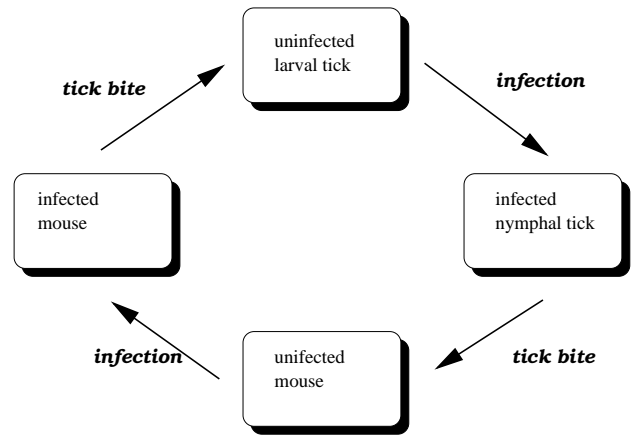 uninfected
larval tick
tick bite
infection
infected
mouse
infected
nymphal tick
infection
unifected
mouse
tick bite